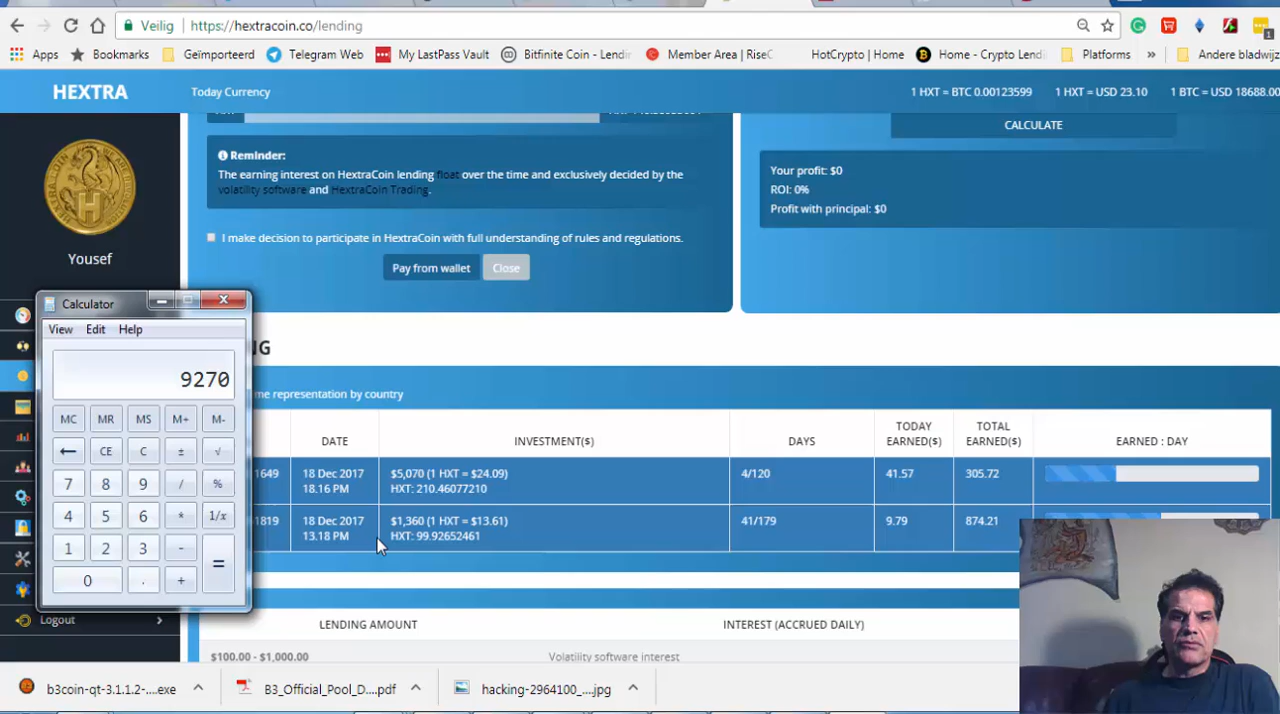 Veilig
https://hextracoin.co/lending
Apps
Bookmarks
Geïmporteerd
Telegram Web
My LastPass Vault
Bitfinite Coin - Lendin
Member Area | RiseC
HotCrypto | Home
Home - Crypto Lendi
Platforms
»
Andere bladwijz
1
HEXTRA
Today Currency
1 HXT = BTC 0.00123599
1 HXT = USD 23.10
1 BTC = USD 18688.00
CALCULATE
Reminder:
The earning interest on HextraCoin lending float over the time and exclusively decided by the
volatility software and HextraCoin Trading.
I make decision to participate in HextraCoin with full understanding of rules and regulations.
Pay from wallet
Close
Your profit: $0
ROI: 0%
Profit with principal: $0
Yousef
Calculator
View Edit Help
9270
MC MR MS M+ M-
← CE C ± √
7 8 9 / %
4 5 6 * 1/x
1 2 3 - =
0 . +
NG
me representation by country
DATE
INVESTMENT($)
DAYS
TODAY
EARNED($)
TOTAL
EARNED($)
EARNED : DAY
1649
18 Dec 2017
18.16 PM
$5,070 (1 HXT = $24.09)
HXT: 210.46077210
4/120
41.57
305.72
1819
18 Dec 2017
13.18 PM
$1,360 (1 HXT = $13.61)
HXT: 99.92652461
41/179
9.79
874.21
Logout
LENDING AMOUNT
INTEREST (ACCRUED DAILY)
$100.00 - $1,000.00
Volatility software interest
b3coin-qt-3.1.1.2-....exe
B3_Official_Pool_D....pdf
hacking-2964100_....jpg